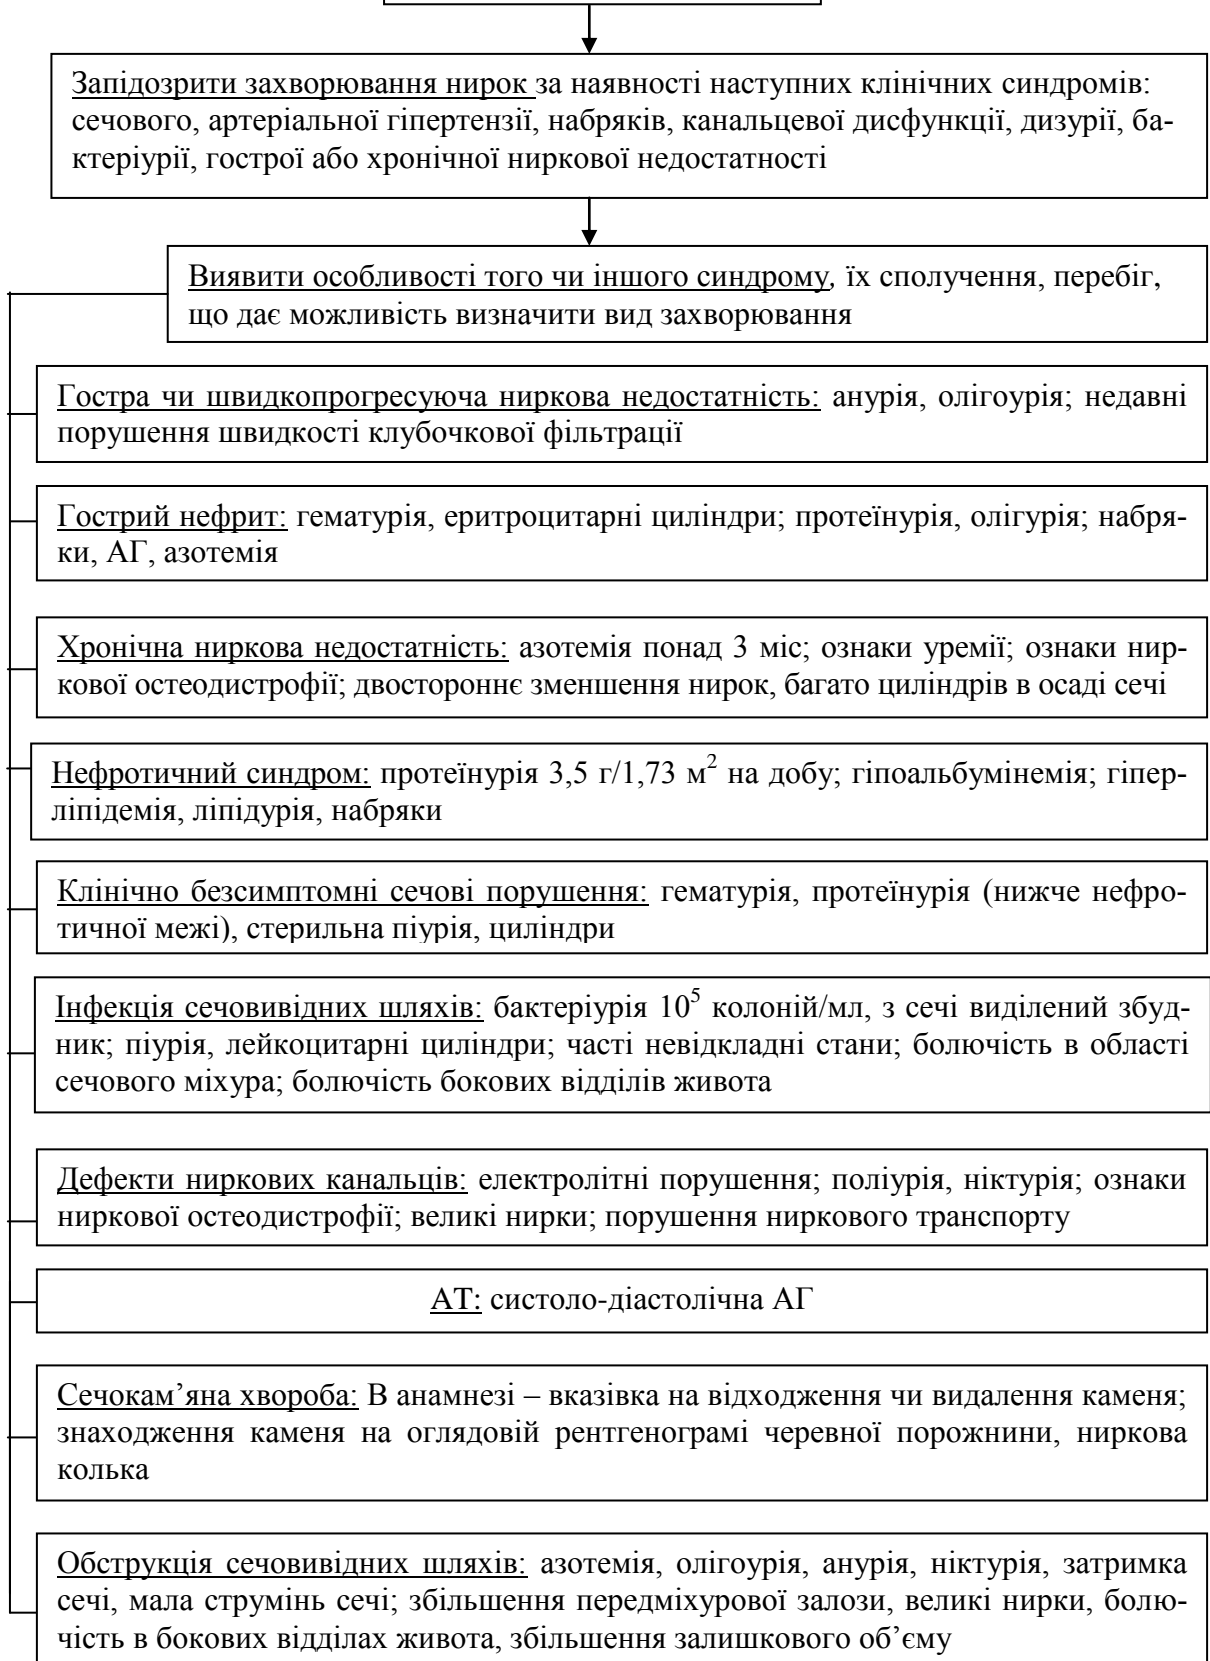 Запідозрити захворювання нирок за наявності наступних клінічних синдромів:
сечового, артеріальної гіпертензії, набряків, канальцевої дисфункції, дизурії, ба-
ктеріурії, гострої або хронічної ниркової недостатності
Виявити особливості того чи іншого синдрому, їх сполучення, перебіг,
що дає можливість визначити вид захворювання
Гостра чи швидкопрогресуюча ниркова недостатність: анурія, олігоурія; недавні
порушення швидкості клубочкової фільтрації
Гострий нефрит: гематурія, еритроцитарні циліндри; протеїнурія, олігурія; набря-
ки, АГ, азотемія
Хронічна ниркова недостатність: азотемія понад 3 міс; ознаки уремії; ознаки нир-
кової остеодистрофії; двостороннє зменшення нирок, багато циліндрів в осаді сечі
Нефротичний синдром: протеїнурія 3,5 г/1,73 м² на добу; гіпоальбумінемія; гіпер-
ліпідемія, ліпідурія, набряки
Клінічно безсимптомні сечові порушення: гематурія, протеїнурія (нижче нефро-
тичної межі), стерильна піурія, циліндри
Інфекція сечовивідних шляхів: бактеріурія 10⁵ колоній/мл, з сечі виділений збуд-
ник; піурія, лейкоцитарні циліндри; часті невідкладні стани; болючість в області
сечового міхура; болючість бокових відділів живота
Дефекти ниркових канальців: електролітні порушення; поліурія, ніктурія; ознаки
ниркової остеодистрофії; великі нирки; порушення ниркового транспорту
АТ: систоло-діастолічна АГ
Сечокам’яна хвороба: В анамнезі – вказівка на відходження чи видалення каменя;
знаходження каменя на оглядовій рентгенограмі черевної порожнини, ниркова
колька
Обструкція сечовивідних шляхів: азотемія, олігоурія, анурія, ніктурія, затримка
сечі, мала струмінь сечі; збільшення передміхурової залози, великі нирки, болю-
чість в бокових відділах живота, збільшення залишкового об’єму